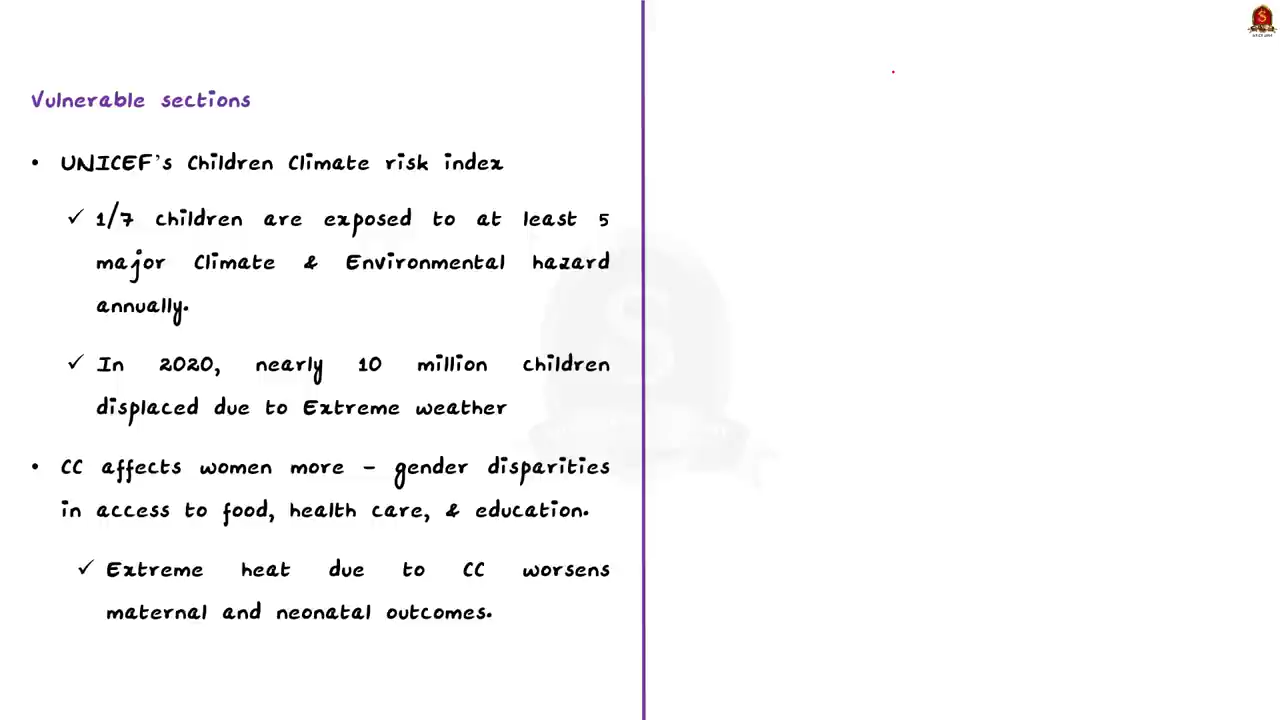 Vulnerable sections
• UNICEF's Children Climate risk index
✓ 1/7 children are exposed to at least 5
major Climate & Environmental hazard
annually.
✓ In 2020, nearly 10 million children
displaced due to Extreme weather
• CC affects women more – gender disparities
in access to food, health care, & education.
✓ Extreme heat due to CC worsens
maternal and neonatal outcomes.